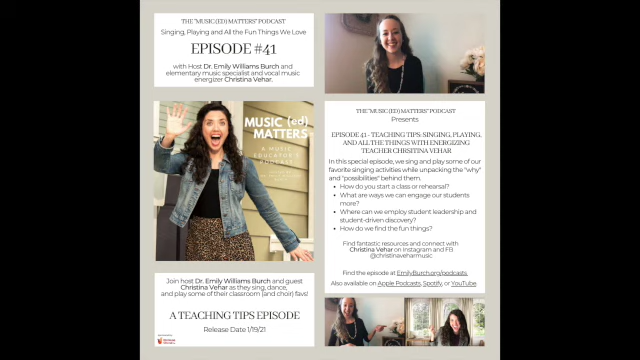 THE "MUSIC (ED) MATTERS" PODCAST
Singing, Playing and All the Fun Things We Love
EPISODE #41
with Host Dr. Emily Williams Burch and
elementary music specialist and vocal music
energizer Christina Vehar.
MUSIC (ed)
MATTERS
A MUSIC
EDUCATOR'S
PODCAST
Join host Dr. Emily Williams Burch and guest
Christina Vehar as they sing, dance,
and play some of their classroom (and choir) favs!
A TEACHING TIPS EPISODE
Release Date 1/19/21
THE "MUSIC (ED) MATTERS" PODCAST
Presents
EPISODE 41 - TEACHING TIPS: SINGING, PLAYING,
AND ALL THE THINGS WITH ENERGIZING
TEACHER CHRSITINA VEHAR
In this special episode, we sing and play some of our
favorite singing activities while unpacking the "why"
and "possibilities" behind them.
• How do you start a class or rehearsal?
• What are ways we can engage our students
more?
• Where can we employ student leadership and
student-driven discovery?
• How do we find the fun things?
Find fantastic resources and connect with
Christina Vehar on Instagram and FB
@christinaveharmusic
Find the episode at EmilyBurch.org/podcasts.
Also available on Apple Podcasts, Spotify, or YouTube.